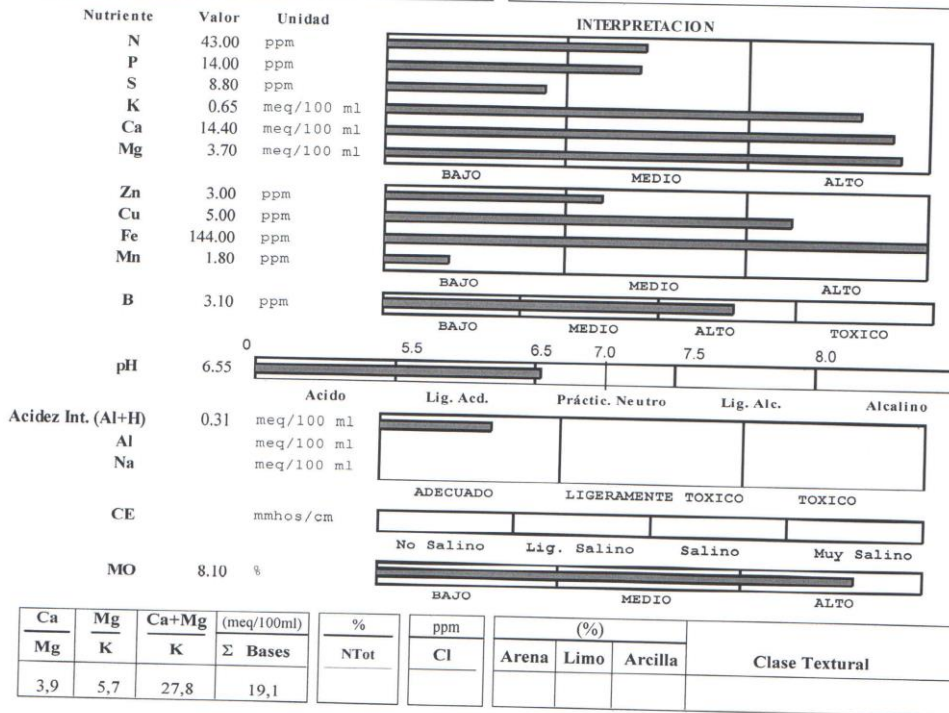 Nutriente Valor Unidad INTERPRETACION
N 43.00 ppm
P 14.00 ppm
S 8.80 ppm
K 0.65 meq/100 ml
Ca 14.40 meq/100 ml
Mg 3.70 meq/100 ml
BAJO MEDIO ALTO
Zn 3.00 ppm
Cu 5.00 ppm
Fe 144.00 ppm
Mn 1.80 ppm
BAJO MEDIO ALTO
B 3.10 ppm
BAJO MEDIO ALTO TOXICO
0 5.5 6.5 7.0 7.5 8.0
pH 6.55
Acido Lig. Acd. Práctic. Neutro Lig. Alc. Alcalino
Acidez Int. (Al+H) 0.31 meq/100 ml
Al meq/100 ml
Na meq/100 ml
ADECUADO LIGERAMENTE TOXICO TOXICO
CE mmhos/cm
No Salino Lig. Salino Salino Muy Salino
MO 8.10 %
BAJO MEDIO ALTO
Ca Mg Ca+Mg (meq/100ml) % ppm (%)
Mg K K Σ Bases NTot Cl Arena Limo Arcilla Clase Textural
3,9 5,7 27,8 19,1